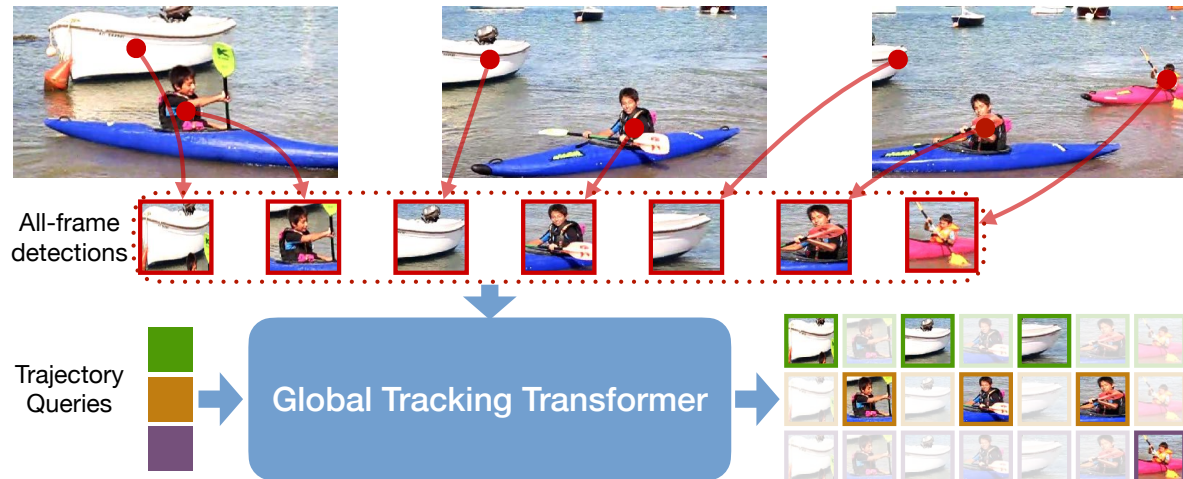 All-frame
detections
Trajectory
Queries
Global Tracking Transformer